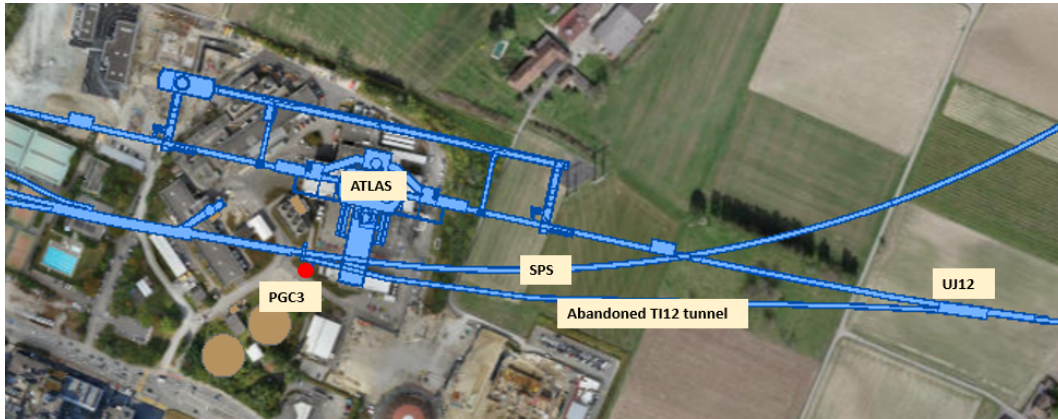 ATLAS
SPS
UJ12
PGC3
Abandoned TI12 tunnel